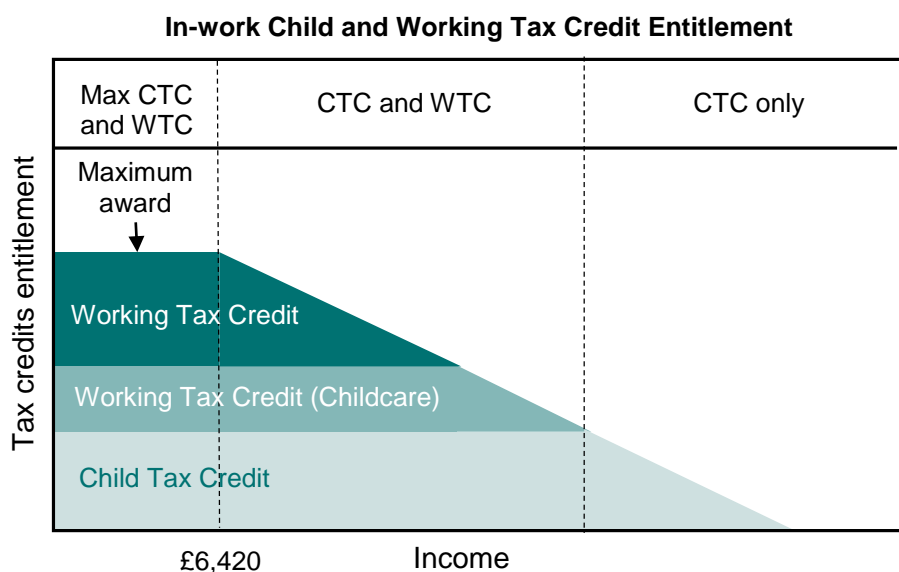 In-work Child and Working Tax Credit Entitlement
Max CTC
and WTC
CTC and WTC
CTC only
Maximum
award
Tax credits entitlement
Working Tax Credit
Working Tax Credit (Childcare)
Child Tax Credit
£6,420
Income